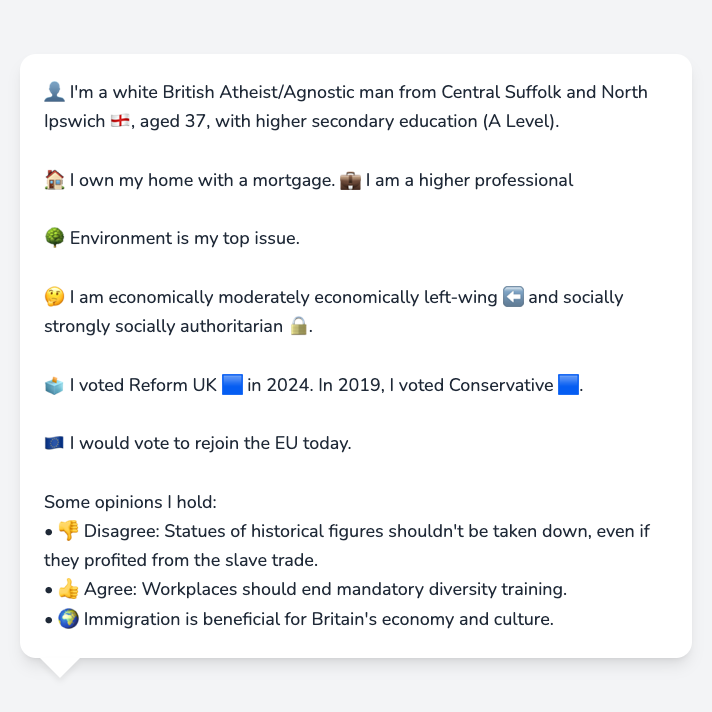 👤 I'm a white British Atheist/Agnostic man from Central Suffolk and North
Ipswich 🏴󠁧󠁢󠁥󠁮󠁧󠁿, aged 37, with higher secondary education (A Level).
🏠 I own my home with a mortgage. 💼 I am a higher professional
🌳 Environment is my top issue.
🤔 I am economically moderately economically left-wing ⬅️ and socially
strongly socially authoritarian 🔒.
🗳️ I voted Reform UK 🟦 in 2024. In 2019, I voted Conservative 🟦.
🇪🇺 I would vote to rejoin the EU today.
Some opinions I hold:
• 👎 Disagree: Statues of historical figures shouldn't be taken down, even if
they profited from the slave trade.
• 👍 Agree: Workplaces should end mandatory diversity training.
• 🌍 Immigration is beneficial for Britain's economy and culture.